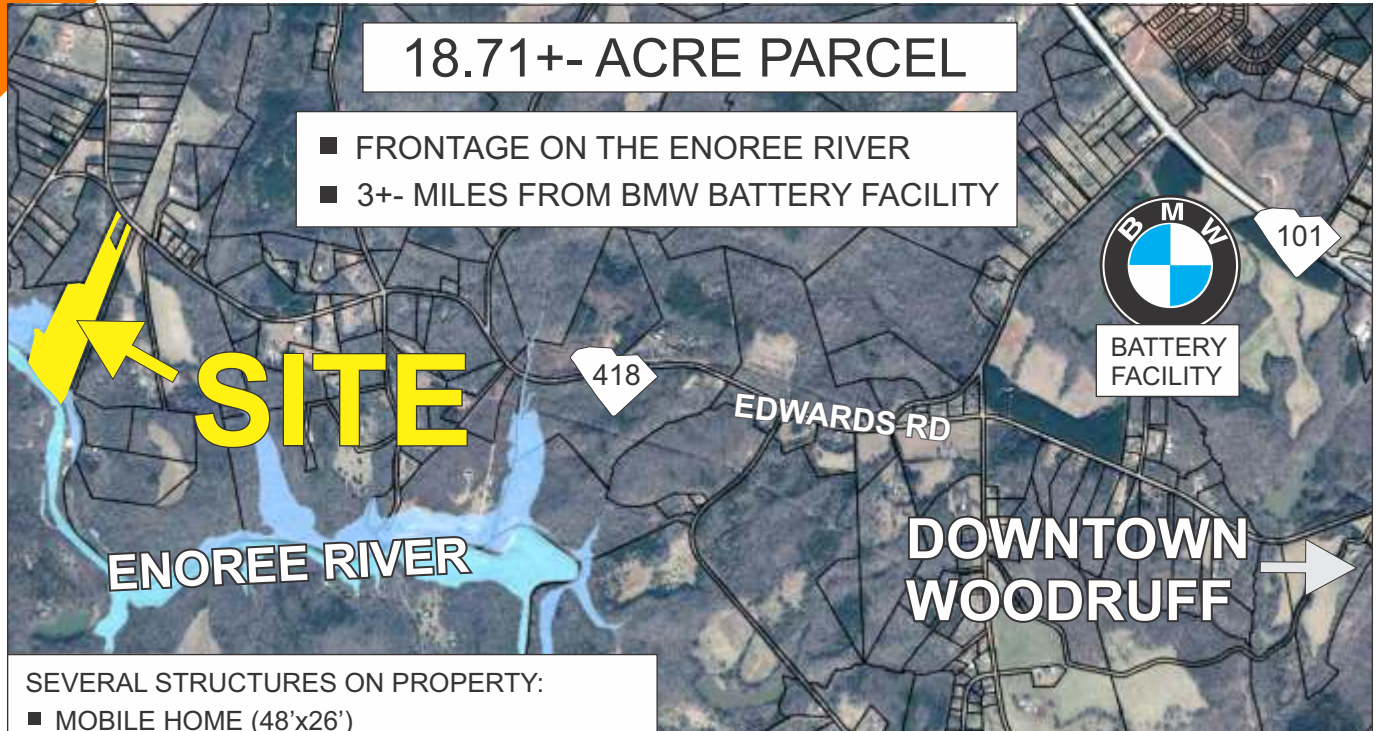 18.71+- ACRE PARCEL
■ FRONTAGE ON THE ENOREE RIVER
■ 3+- MILES FROM BMW BATTERY FACILITY
BMW
101
BATTERY
FACILITY
SITE
418
EDWARDS RD
ENOREE RIVER
DOWNTOWN
WOODRUFF
SEVERAL STRUCTURES ON PROPERTY:
■ MOBILE HOME (48'x26')